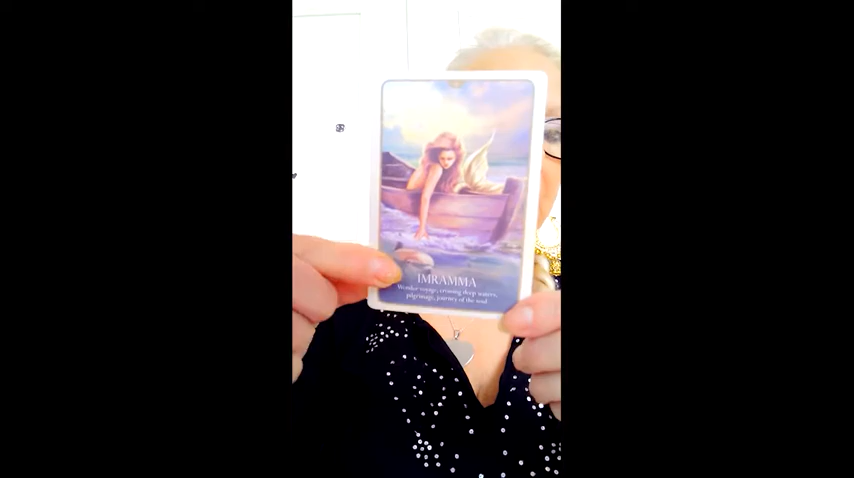 IMRAMMA
Wonder voyage, crossing deep waters,
pilgrimage, journey of the soul